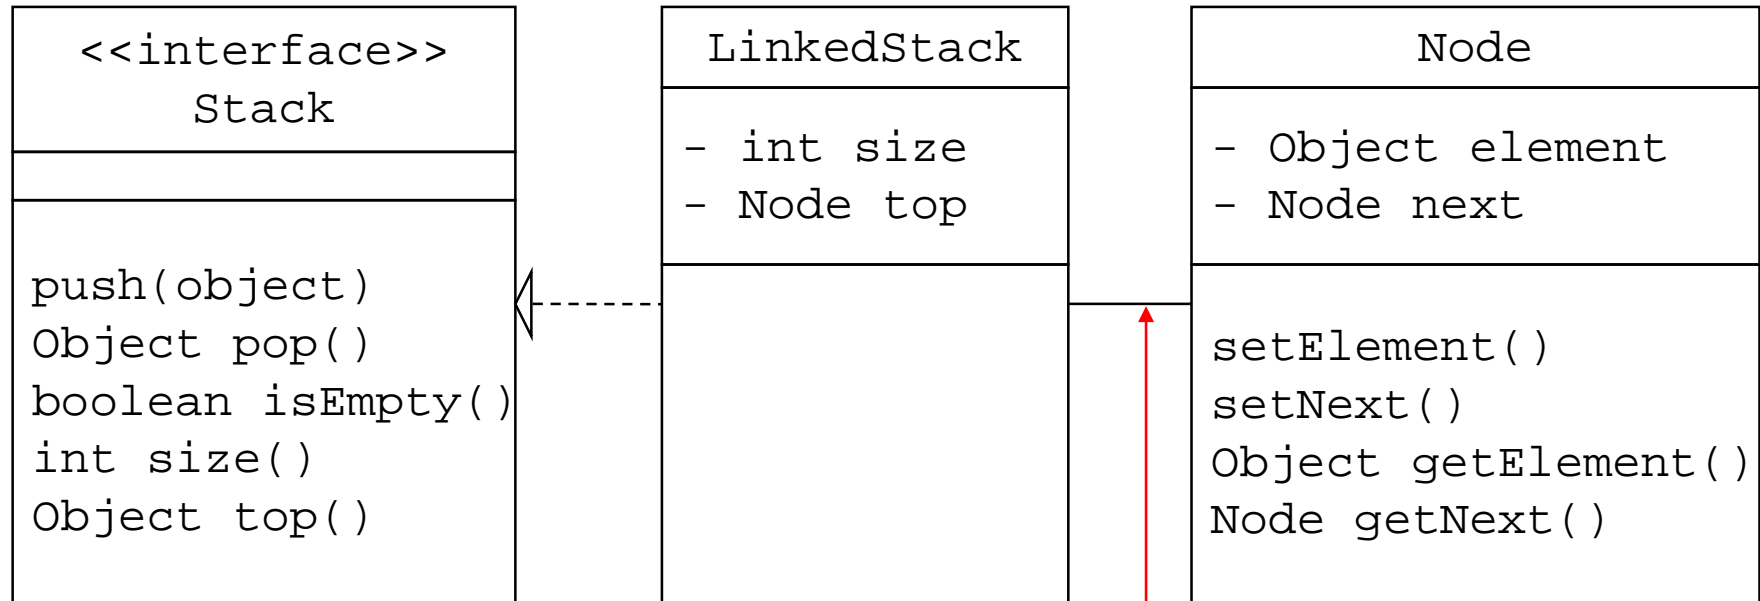 <<interface>>
Stack
push(object)
Object pop()
boolean isEmpty()
int size()
Object top()
LinkedStack
- int size
- Node top
Node
- Object element
- Node next
setElement()
setNext()
Object getElement()
Node getNext()